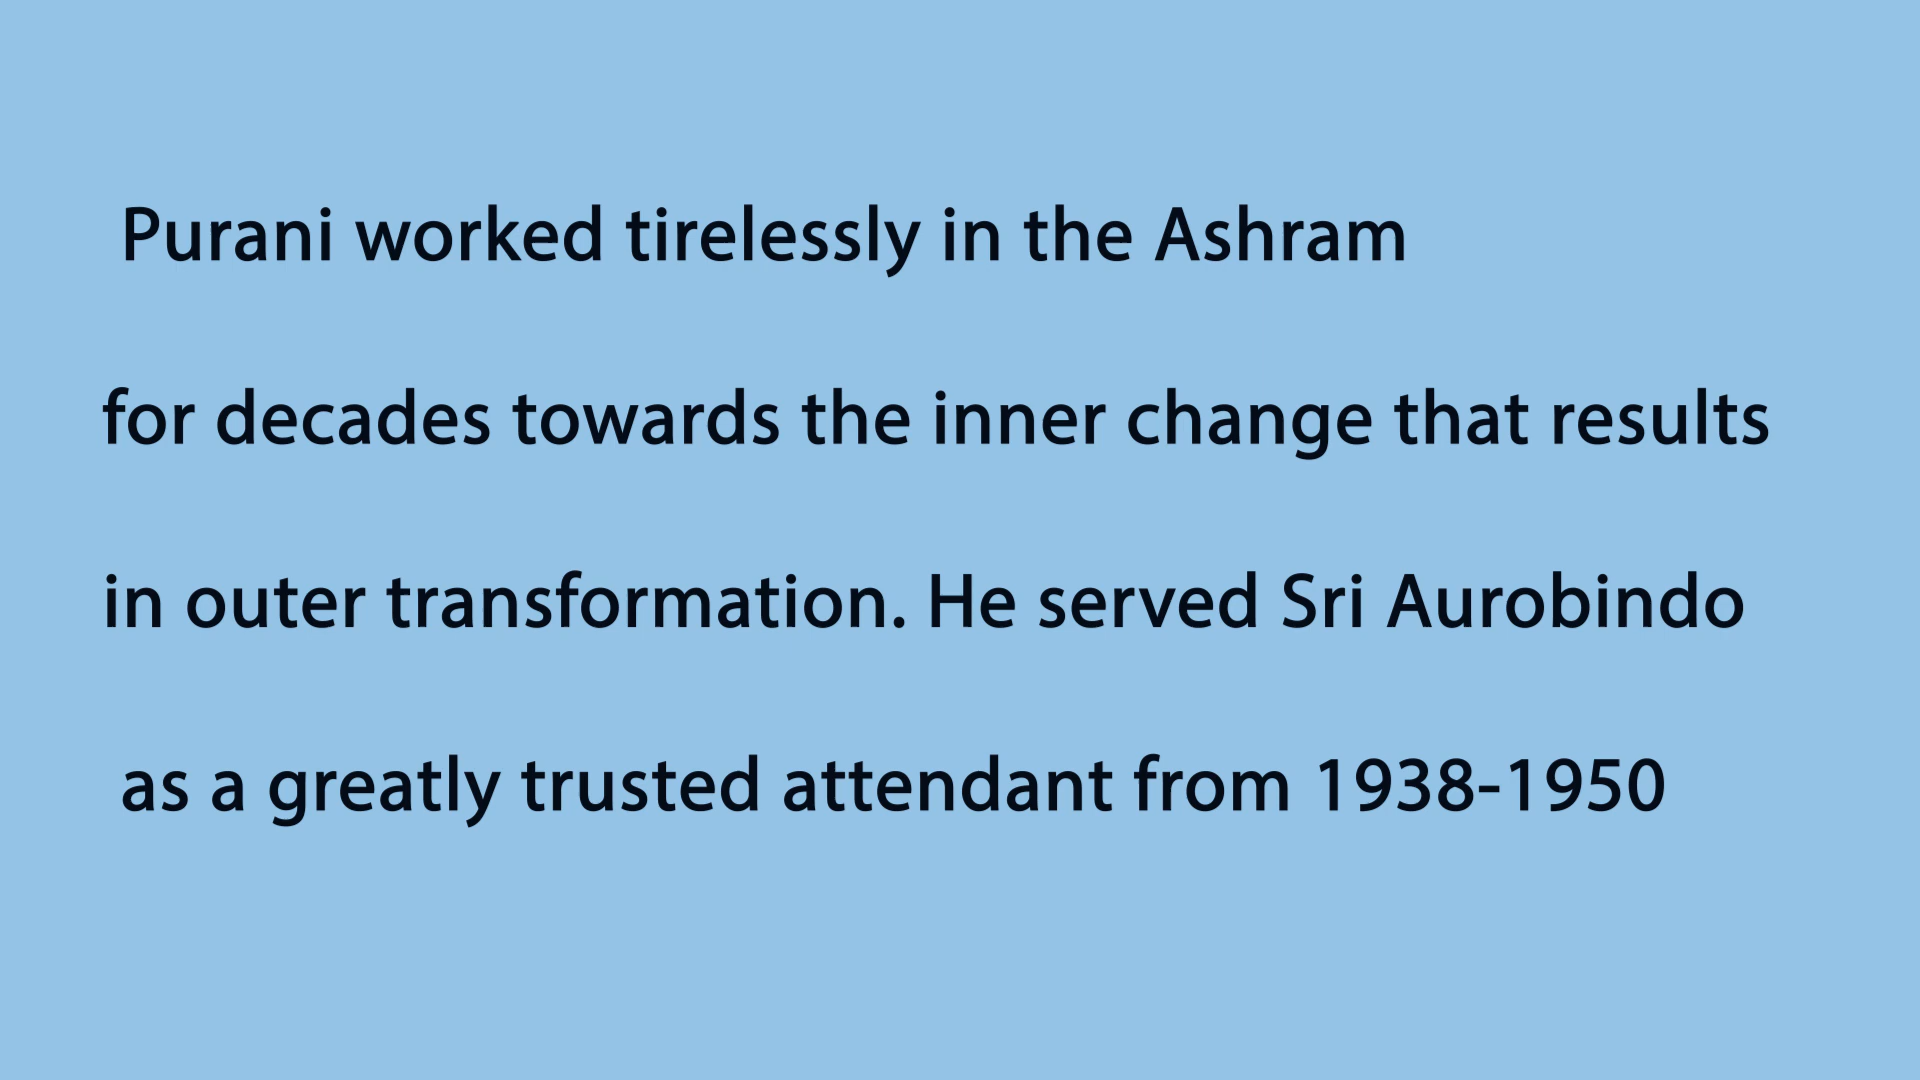 Purani worked tirelessly in the Ashram
for decades towards the inner change that results
in outer transformation. He served Sri Aurobindo
as a greatly trusted attendant from 1938-1950